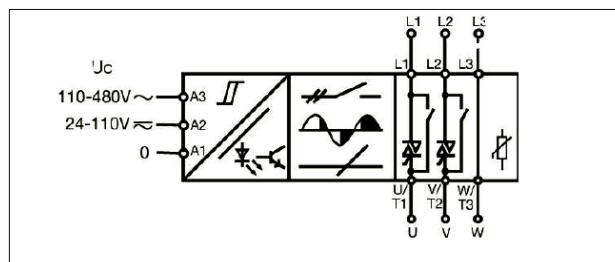 L1 L2 L3
Uc
L1 L2 L3
110-480V ~ A3
24-110V ⎓ A2
0 A1
U/T1 V/T2 W/T3
U V W